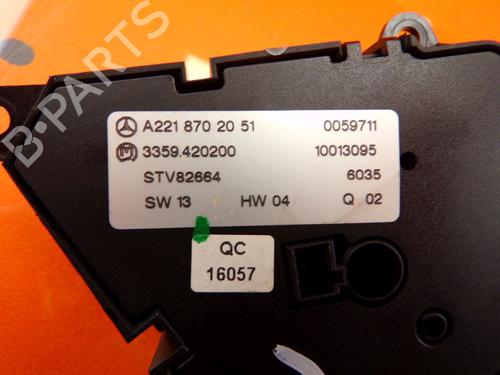 B-PARTS
A221 870 20 51 0059711
3359.420200 10013095
STV82664 6035
SW 13 HW 04 Q 02
QC
16057